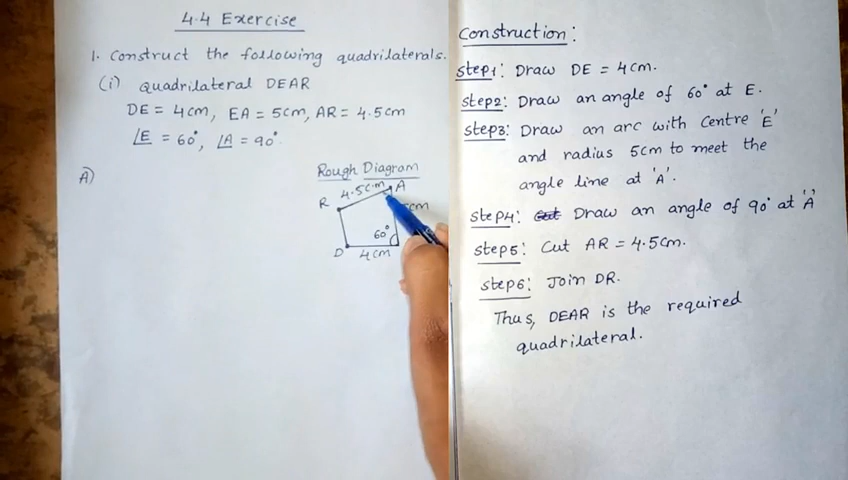 4.4 Exercise
1. Construct the following quadrilaterals.
(i) quadrilateral DEAR
DE = 4cm, EA = 5cm, AR = 4.5cm
∠E = 60°, ∠A = 90°.
A)
Rough Diagram
4.5cm
A
R
cm
60°
D
4cm
Construction:
Step1: Draw DE = 4cm.
Step2: Draw an angle of 60° at E.
Step3: Draw an arc with centre 'E'
and radius 5cm to meet the
angle line at 'A'.
Step4: Draw an angle of 90° at 'A'
Step5: Cut AR = 4.5cm.
Step6: Join DR.
Thus, DEAR is the required
quadrilateral.